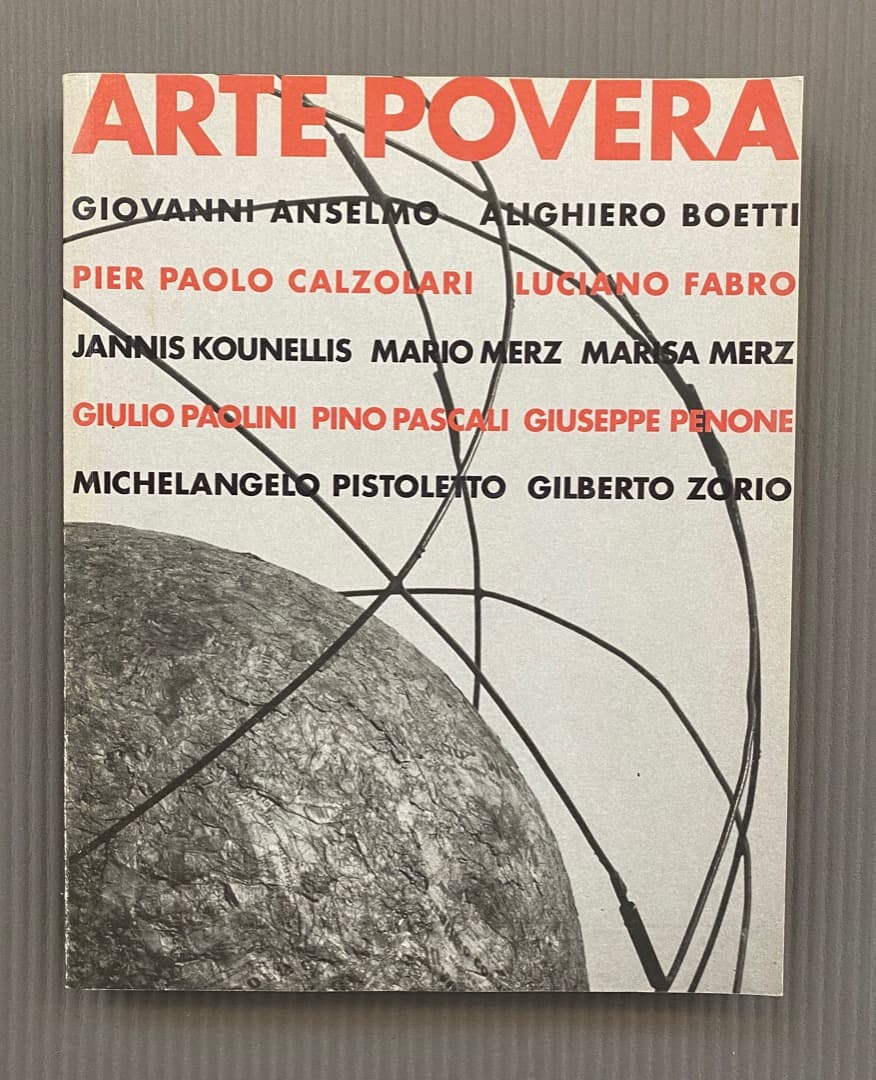 ARTE POVERA
GIOVANNI ANSELMO ALIGHIERO BOETTI
PIER PAOLO CALZOLARI LUCIANO FABRO
JANNIS KOUNELLIS MARIO MERZ MARISA MERZ
GIULIO PAOLINI PINO PASCALI GIUSEPPE PENONE
MICHELANGELO PISTOLETTO GILBERTO ZORIO